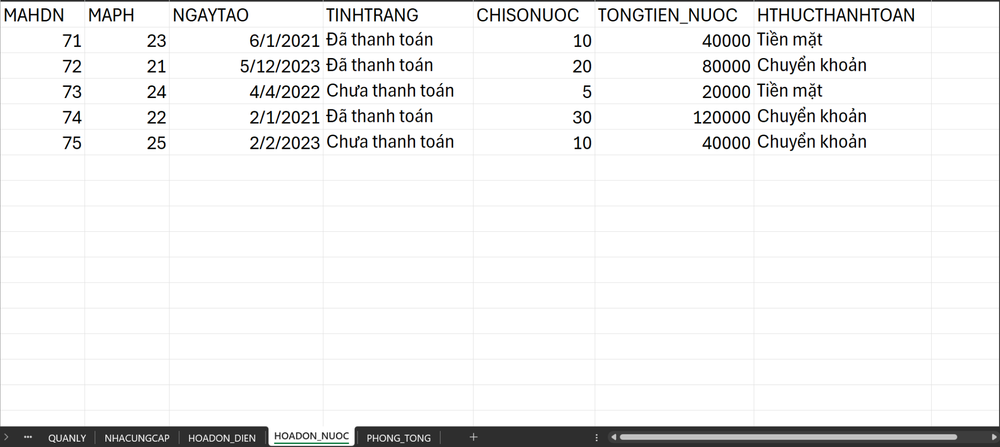 MAHDN MAPH NGAYTAO TINHTRANG CHISONUOC TONGTIEN_NUOC HTHUCTHANHTOAN
71 23 6/1/2021 Đã thanh toán 10 40000 Tiền mặt
72 21 5/12/2023 Đã thanh toán 20 80000 Chuyển khoản
73 24 4/4/2022 Chưa thanh toán 5 20000 Tiền mặt
74 22 2/1/2021 Đã thanh toán 30 120000 Chuyển khoản
75 25 2/2/2023 Chưa thanh toán 10 40000 Chuyển khoản
QUANLY NHACUNGCAP HOADON_DIEN HOADON_NUOC PHONG_TONG